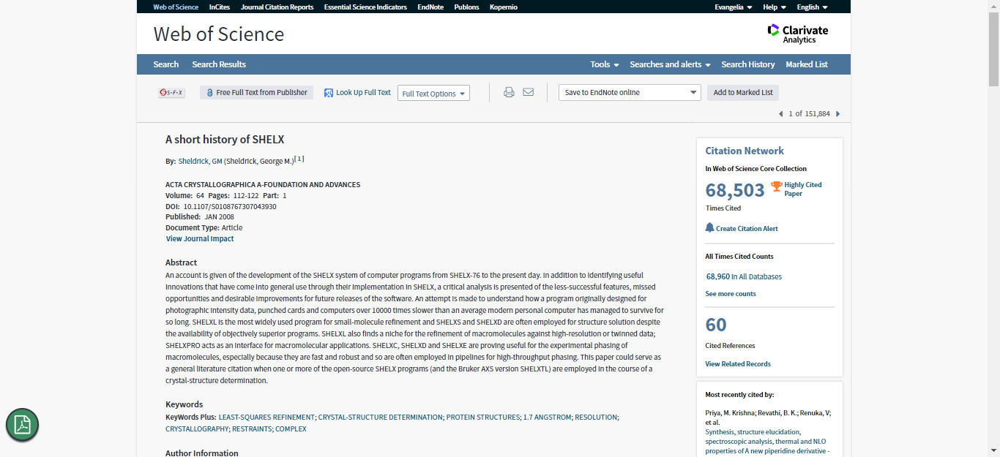 Web of Science InCites Journal Citation Reports Essential Science Indicators EndNote Publons Kopernio Evangelia Help English
Web of Science
Clarivate
Analytics
Search Search Results Tools Searches and alerts Search History Marked List
S·F·X Free Full Text from Publisher Look Up Full Text Full Text Options Save to EndNote online Add to Marked List
1 of 151,884
A short history of SHELX
By: Sheldrick, GM (Sheldrick, George M.)[ 1 ]
ACTA CRYSTALLOGRAPHICA A-FOUNDATION AND ADVANCES
Volume: 64 Pages: 112-122 Part: 1
DOI: 10.1107/S0108767307043930
Published: JAN 2008
Document Type: Article
View Journal Impact
Abstract
An account is given of the development of the SHELX system of computer programs from SHELX-76 to the present day. In addition to identifying useful
innovations that have come into general use through their implementation in SHELX, a critical analysis is presented of the less-successful features, missed
opportunities and desirable improvements for future releases of the software. An attempt is made to understand how a program originally designed for
photographic intensity data, punched cards and computers over 10000 times slower than an average modern personal computer has managed to survive for
so long. SHELXL is the most widely used program for small-molecule refinement and SHELXS and SHELXD are often employed for structure solution despite
the availability of objectively superior programs. SHELXL also finds a niche for the refinement of macromolecules against high-resolution or twinned data;
SHELXPRO acts as an interface for macromolecular applications. SHELXC, SHELXD and SHELXE are proving useful for the experimental phasing of
macromolecules, especially because they are fast and robust and so are often employed in pipelines for high-throughput phasing. This paper could serve as
a general literature citation when one or more of the open-source SHELX programs (and the Bruker AXS version SHELXTL) are employed in the course of a
crystal-structure determination.
Keywords
KeyWords Plus: LEAST-SQUARES REFINEMENT; CRYSTAL-STRUCTURE DETERMINATION; PROTEIN STRUCTURES; 1.7 ANGSTROM; RESOLUTION;
CRYSTALLOGRAPHY; RESTRAINTS; COMPLEX
Author Information
Citation Network
In Web of Science Core Collection
68,503 Highly Cited
Paper
Times Cited
Create Citation Alert
All Times Cited Counts
68,960 in All Databases
See more counts
60
Cited References
View Related Records
Most recently cited by:
Priya, M. Krishna; Revathi, B. K.; Renuka, V;
et al.
Synthesis, structure elucidation,
spectroscopic analysis, thermal and NLO
properties of A new piperidine derivative -